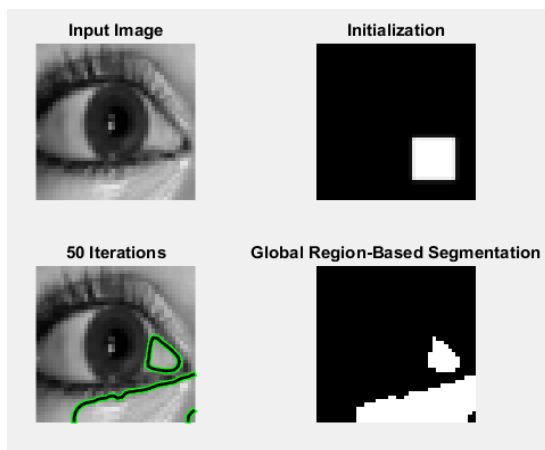 Input Image
Initialization
50 Iterations
Global Region-Based Segmentation